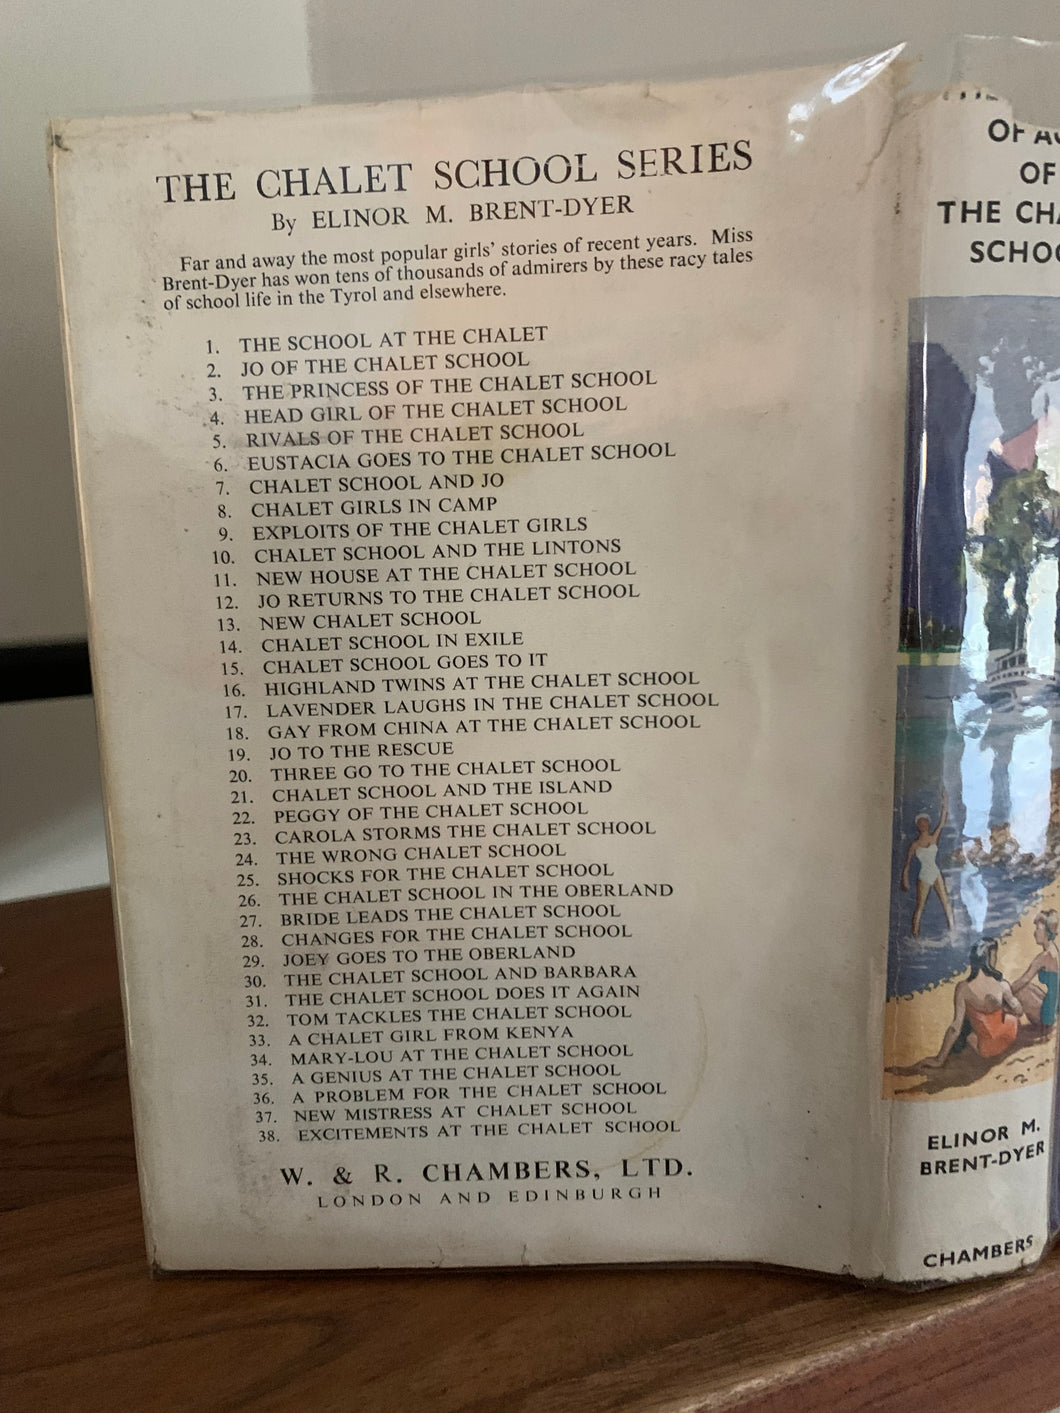 THE CHALET SCHOOL SERIES
By ELINOR M. BRENT-DYER
Far and away the most popular girls' stories of recent years. Miss
Brent-Dyer has won tens of thousands of admirers by these racy tales
of school life in the Tyrol and elsewhere.
1. THE SCHOOL AT THE CHALET
2. JO OF THE CHALET SCHOOL
3. THE PRINCESS OF THE CHALET SCHOOL
4. HEAD GIRL OF THE CHALET SCHOOL
5. RIVALS OF THE CHALET SCHOOL
6. EUSTACIA GOES TO THE CHALET SCHOOL
7. CHALET SCHOOL AND JO
8. CHALET GIRLS IN CAMP
9. EXPLOITS OF THE CHALET GIRLS
10. CHALET SCHOOL AND THE LINTONS
11. NEW HOUSE AT THE CHALET SCHOOL
12. JO RETURNS TO THE CHALET SCHOOL
13. NEW CHALET SCHOOL
14. CHALET SCHOOL IN EXILE
15. CHALET SCHOOL GOES TO IT
16. HIGHLAND TWINS AT THE CHALET SCHOOL
17. LAVENDER LAUGHS IN THE CHALET SCHOOL
18. GAY FROM CHINA AT THE CHALET SCHOOL
19. JO TO THE RESCUE
20. THREE GO TO THE CHALET SCHOOL
21. CHALET SCHOOL AND THE ISLAND
22. PEGGY OF THE CHALET SCHOOL
23. CAROLA STORMS THE CHALET SCHOOL
24. THE WRONG CHALET SCHOOL
25. SHOCKS FOR THE CHALET SCHOOL
26. THE CHALET SCHOOL IN THE OBERLAND
27. BRIDE LEADS THE CHALET SCHOOL
28. CHANGES FOR THE CHALET SCHOOL
29. JOEY GOES TO THE OBERLAND
30. THE CHALET SCHOOL AND BARBARA
31. THE CHALET SCHOOL DOES IT AGAIN
32. TOM TACKLES THE CHALET SCHOOL
33. A CHALET GIRL FROM KENYA
34. MARY-LOU AT THE CHALET SCHOOL
35. A GENIUS AT THE CHALET SCHOOL
36. A PROBLEM FOR THE CHALET SCHOOL
37. NEW MISTRESS AT CHALET SCHOOL
38. EXCITEMENTS AT THE CHALET SCHOOL
W. & R. CHAMBERS, LTD.
LONDON AND EDINBURGH
OF
OF
THE CHA
SCHOO
ELINOR M.
BRENT-DYER
CHAMBERS